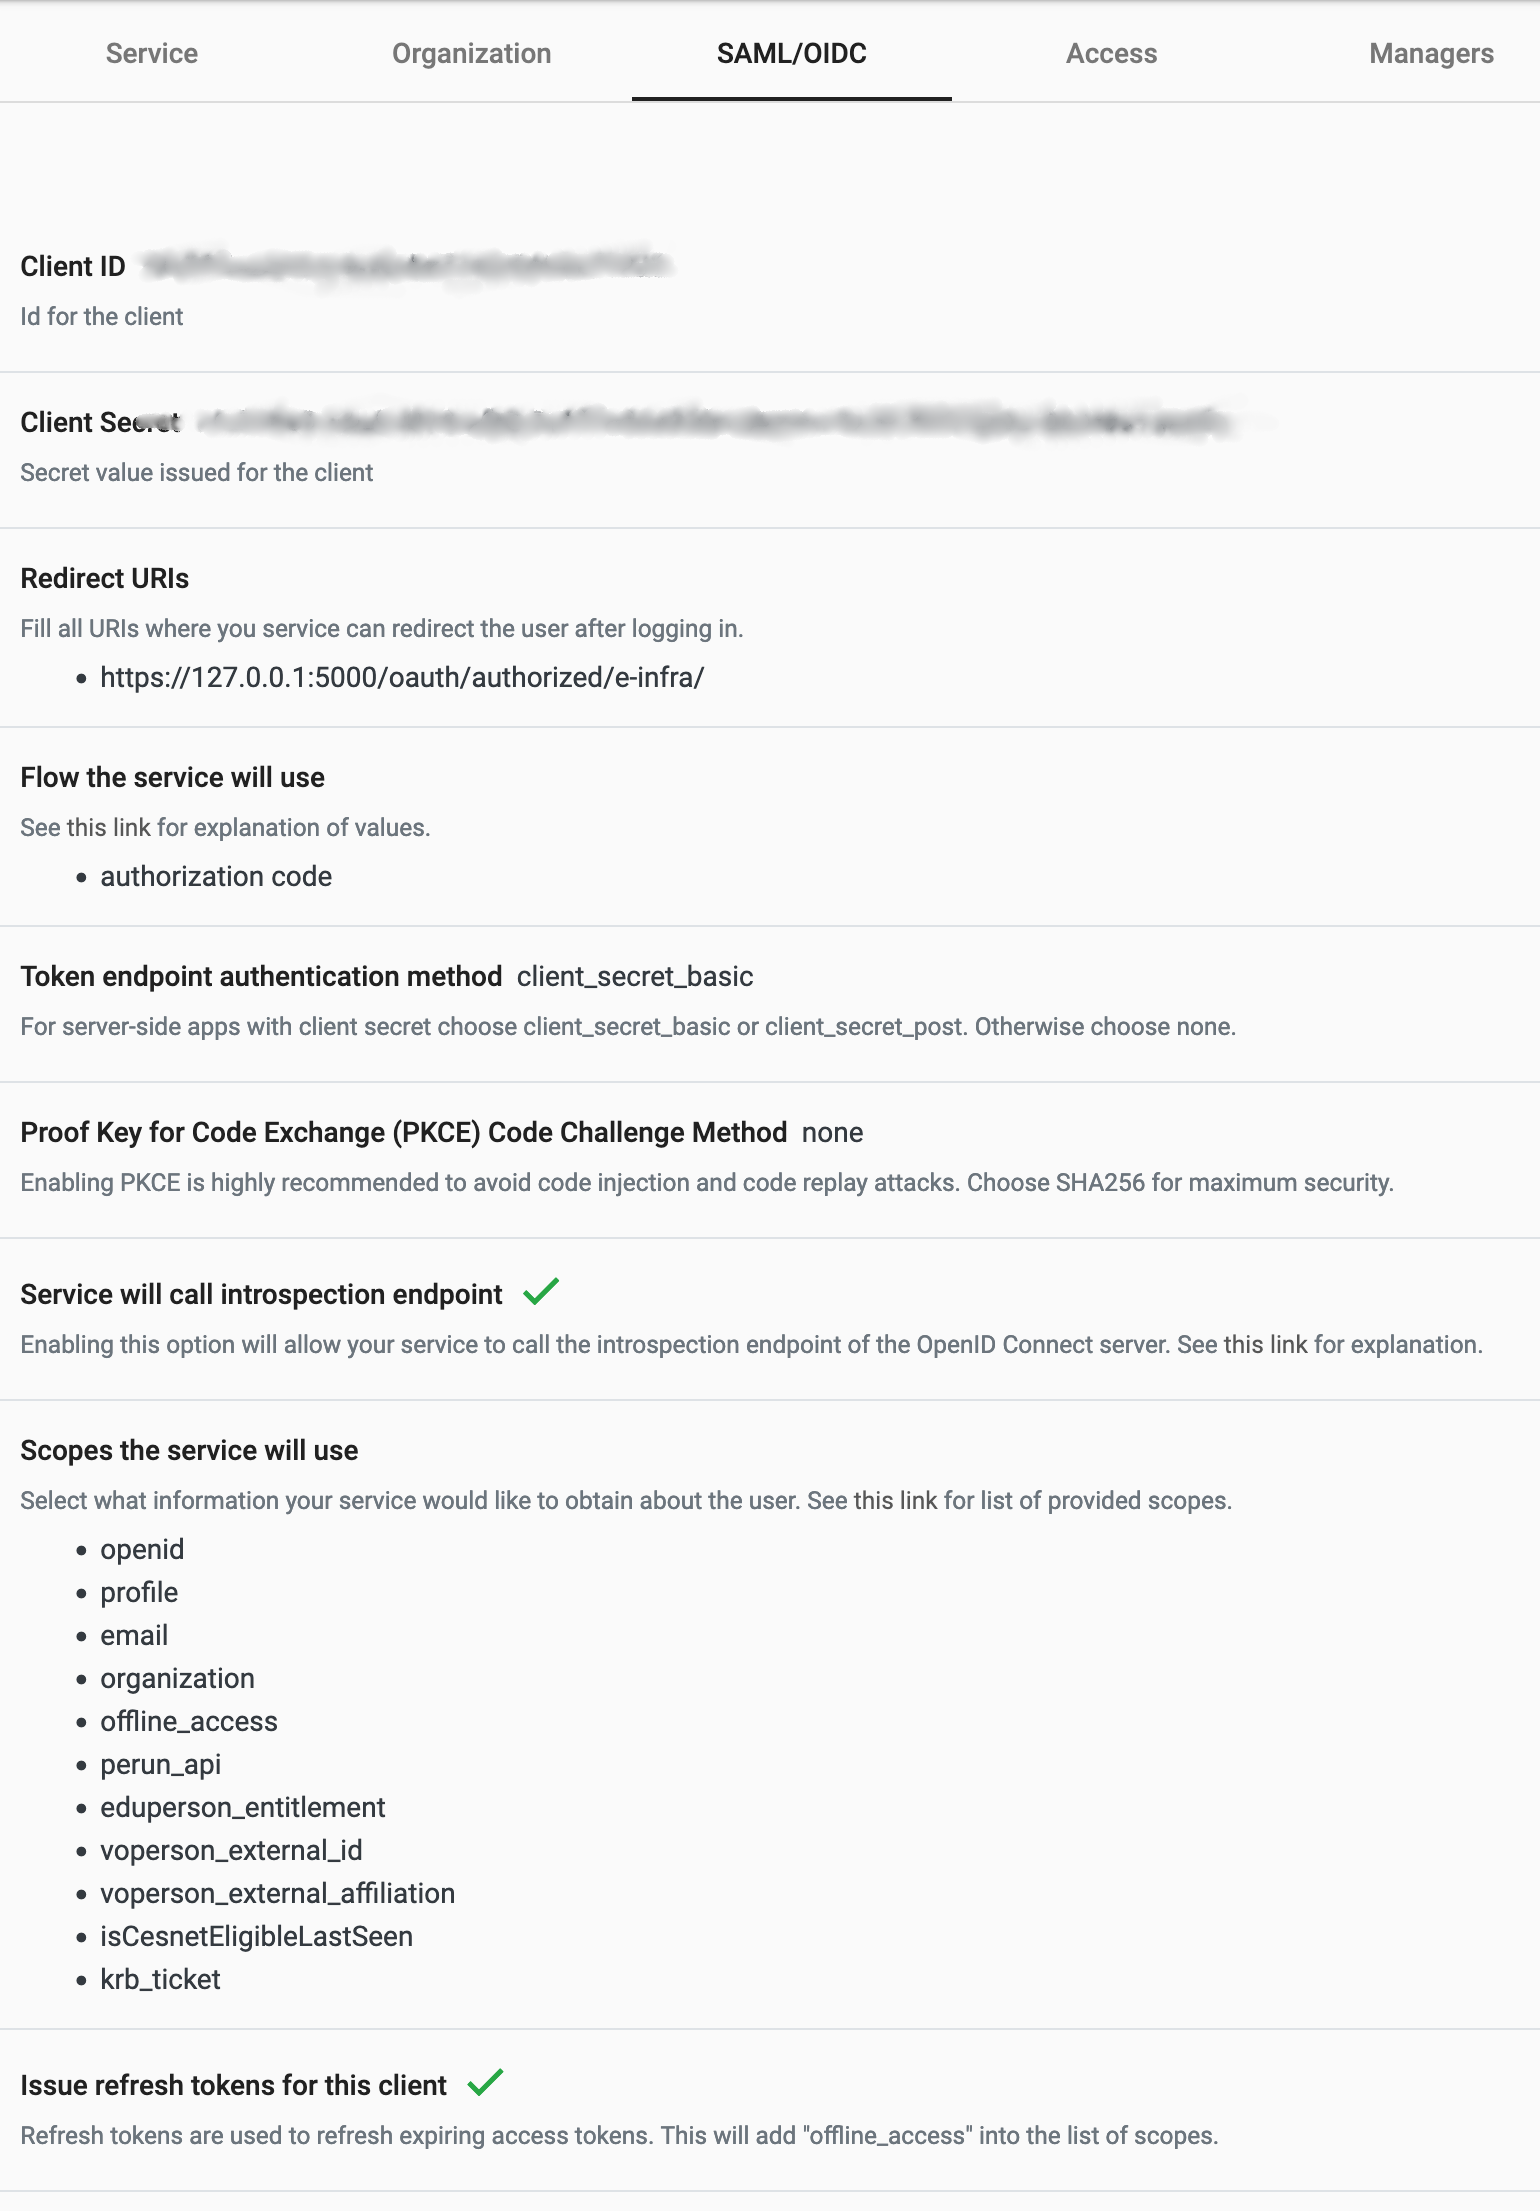 Service Organization SAML/OIDC Access Managers
Client ID
Id for the client
Client Secret
Secret value issued for the client
Redirect URIs
Fill all URIs where you service can redirect the user after logging in.
• https://127.0.0.1:5000/oauth/authorized/e-infra/
Flow the service will use
See this link for explanation of values.
• authorization code
Token endpoint authentication method client_secret_basic
For server-side apps with client secret choose client_secret_basic or client_secret_post. Otherwise choose none.
Proof Key for Code Exchange (PKCE) Code Challenge Method none
Enabling PKCE is highly recommended to avoid code injection and code replay attacks. Choose SHA256 for maximum security.
Service will call introspection endpoint
Enabling this option will allow your service to call the introspection endpoint of the OpenID Connect server. See this link for explanation.
Scopes the service will use
Select what information your service would like to obtain about the user. See this link for list of provided scopes.
• openid
• profile
• email
• organization
• offline_access
• perun_api
• eduperson_entitlement
• voperson_external_id
• voperson_external_affiliation
• isCesnetEligibleLastSeen
• krb_ticket
Issue refresh tokens for this client
Refresh tokens are used to refresh expiring access tokens. This will add "offline_access" into the list of scopes.